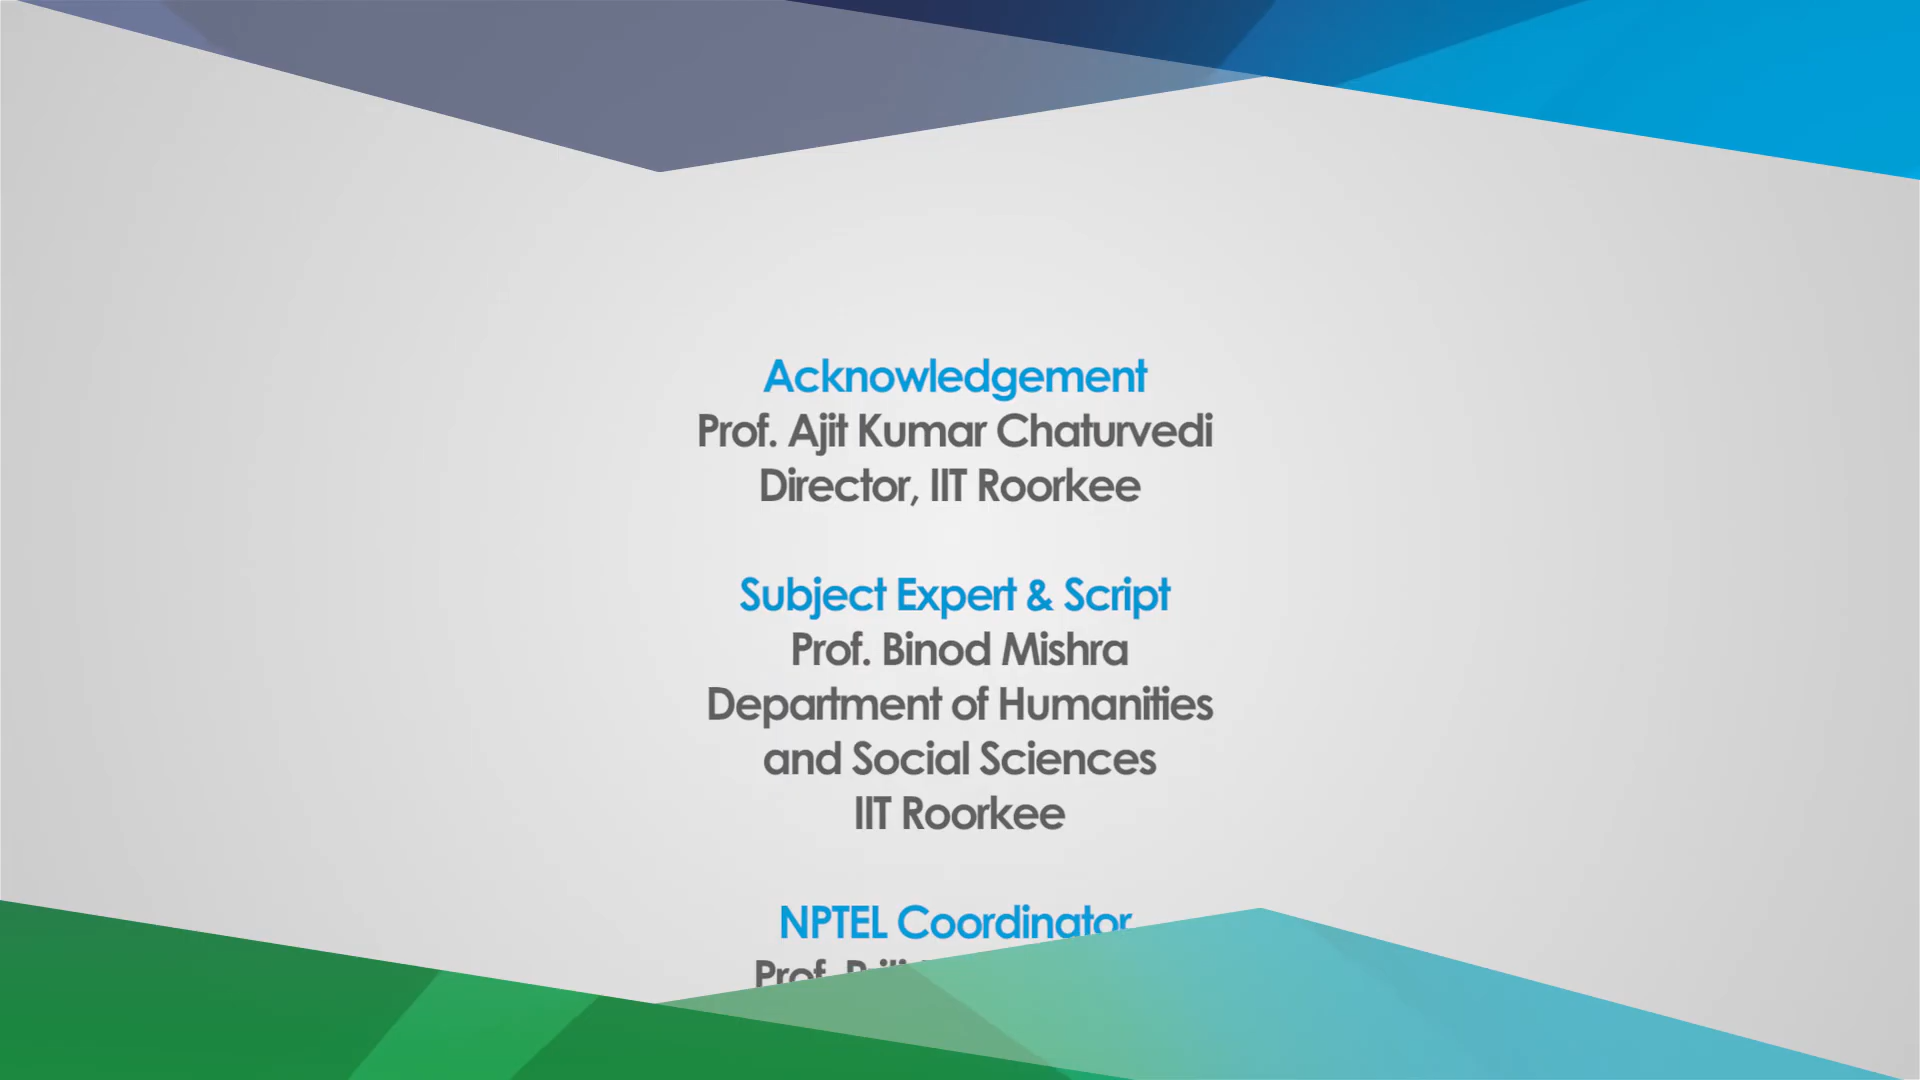 Acknowledgement
Prof. Ajit Kumar Chaturvedi
Director, IIT Roorkee
Subject Expert & Script
Prof. Binod Mishra
Department of Humanities
and Social Sciences
IIT Roorkee
NPTEL Coordinator
Prof.